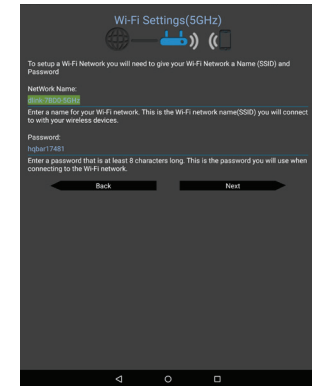 Wi-Fi Settings(5GHz)
To setup a Wi-Fi Network you will need to give your Wi-Fi Network a Name (SSID) and
Password
NetWork Name:
dlink-7B00-5GHz
Enter a name for your Wi-Fi network. This is the Wi-Fi network name(SSID) you will connect
to with your wireless devices.
Password:
hqbar17481
Enter a password that is at least 8 characters long. This is the password you will use when
connecting to the Wi-Fi network.
Back
Next